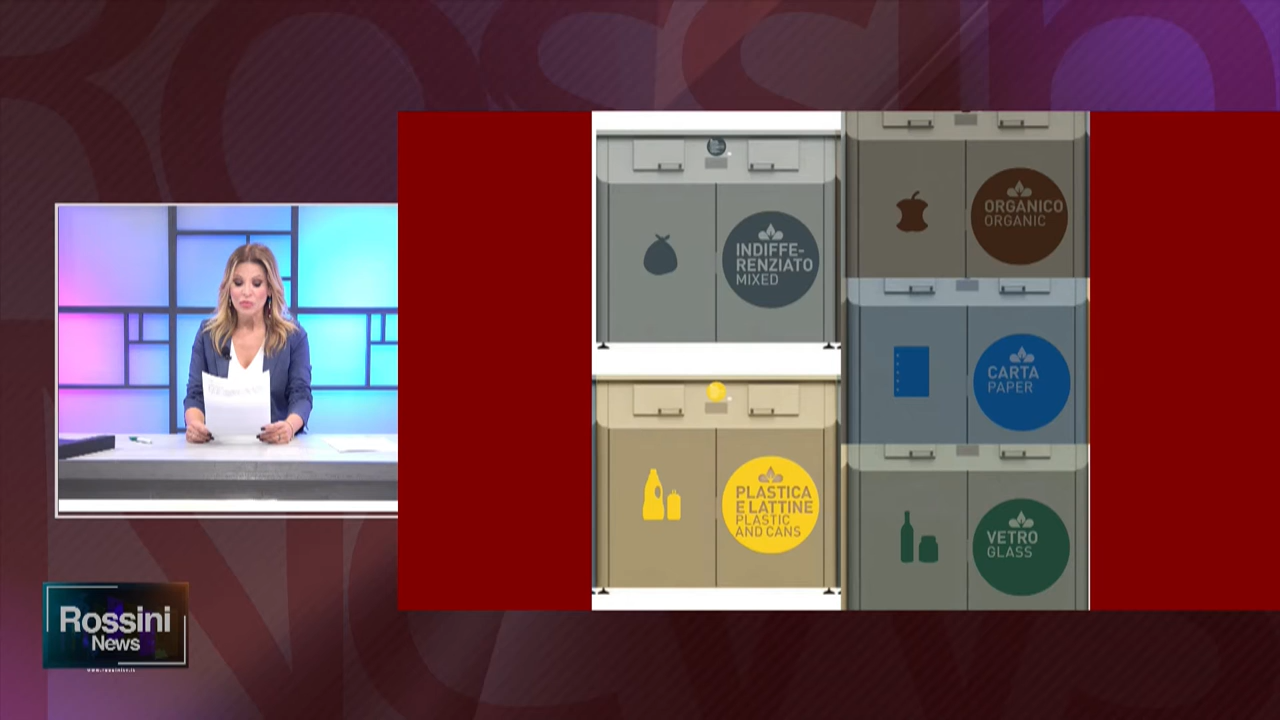 INDIFFE-
RENZIATO
MIXED
ORGANICO
ORGANIC
CARTA
PAPER
PLASTICA
E LATTINE
PLASTIC
AND CANS
VETRO
GLASS
Rossini
News